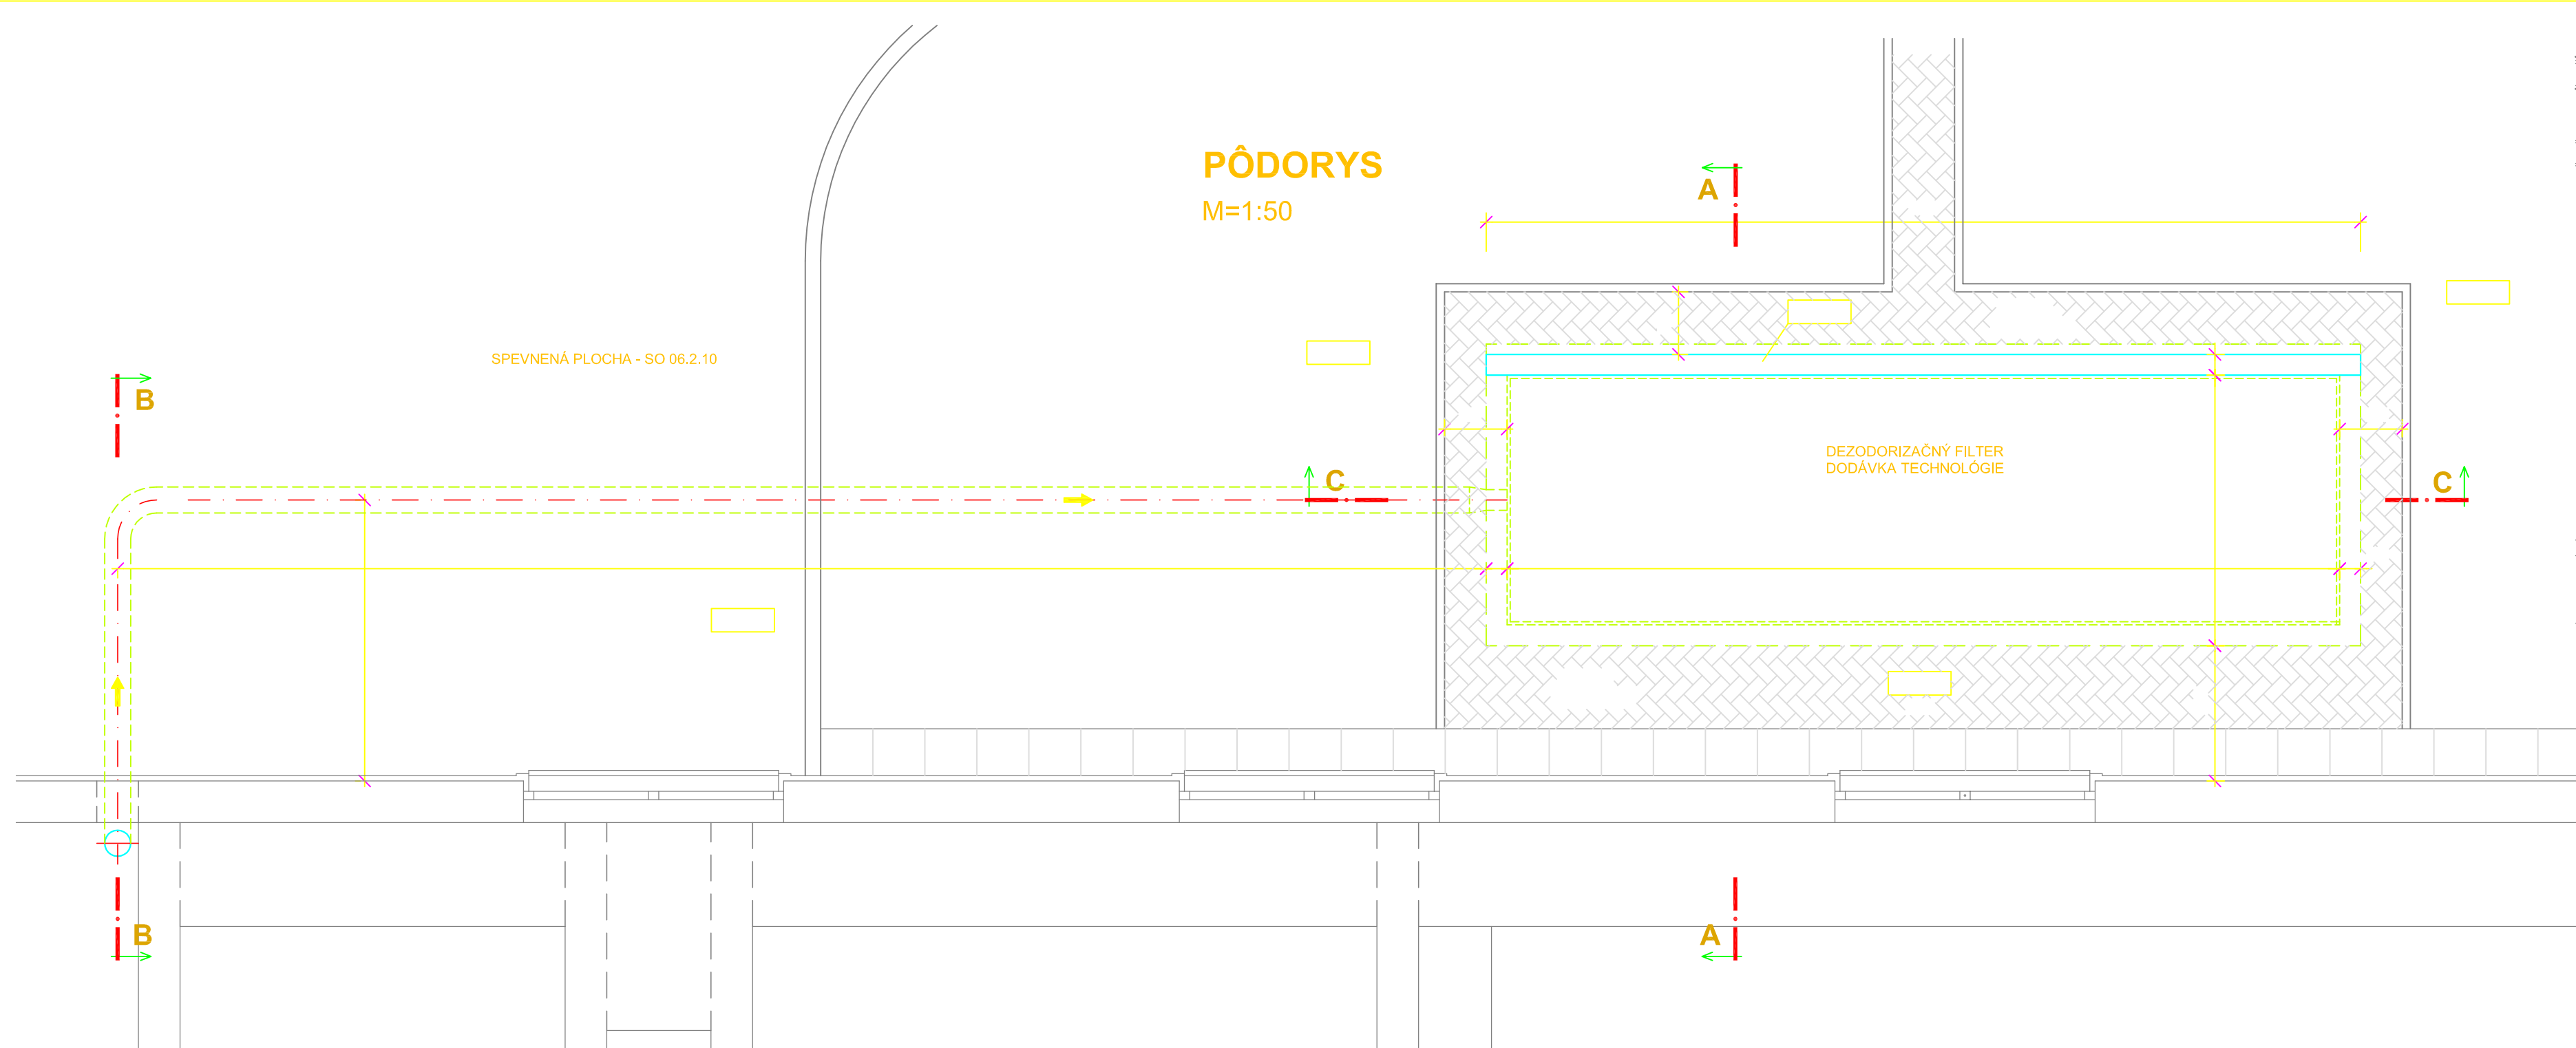 PÔDORYS
M=1:50
A
SPEVNENÁ PLOCHA - SO 06.2.10
B
DEZODORIZAČNÝ FILTER
DODÁVKA TECHNOLÓGIE
C
C
B
A